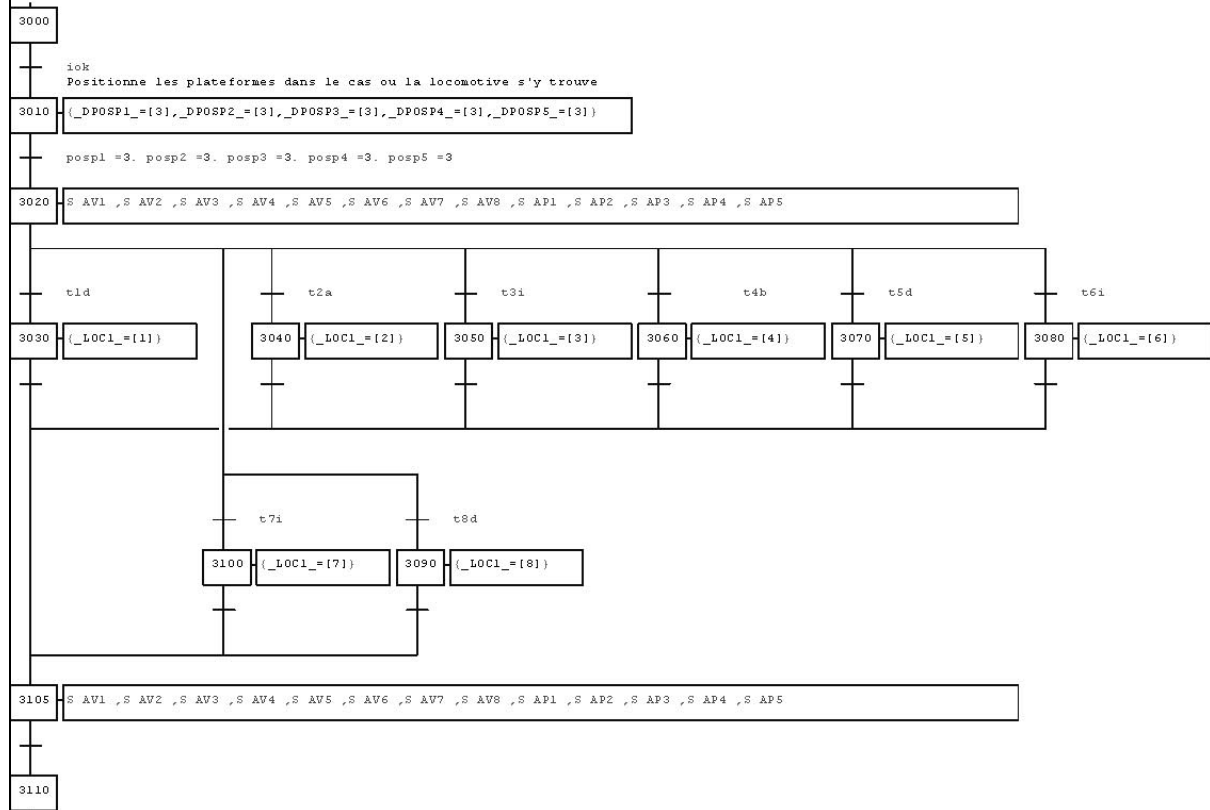 3000
iok
Positionne les plateformes dans le cas ou la locomotive s'y trouve
3010 {_DPOSP1_=[3],_DPOSP2_=[3],_DPOSP3_=[3],_DPOSP4_=[3],_DPOSP5_=[3]}
posp1 =3. posp2 =3. posp3 =3. posp4 =3. posp5 =3
3020 S AV1 ,S AV2 ,S AV3 ,S AV4 ,S AV5 ,S AV6 ,S AV7 ,S AV8 ,S AP1 ,S AP2 ,S AP3 ,S AP4 ,S AP5
t1d t2a t3i t4b t5d t6i
3030 {_LOC1_=[1]} 3040 {_LOC1_=[2]} 3050 {_LOC1_=[3]} 3060 {_LOC1_=[4]} 3070 {_LOC1_=[5]} 3080 {_LOC1_=[6]}
t7i t8d
3100 {_LOC1_=[7]} 3090 {_LOC1_=[8]}
3105 S AV1 ,S AV2 ,S AV3 ,S AV4 ,S AV5 ,S AV6 ,S AV7 ,S AV8 ,S AP1 ,S AP2 ,S AP3 ,S AP4 ,S AP5
3110